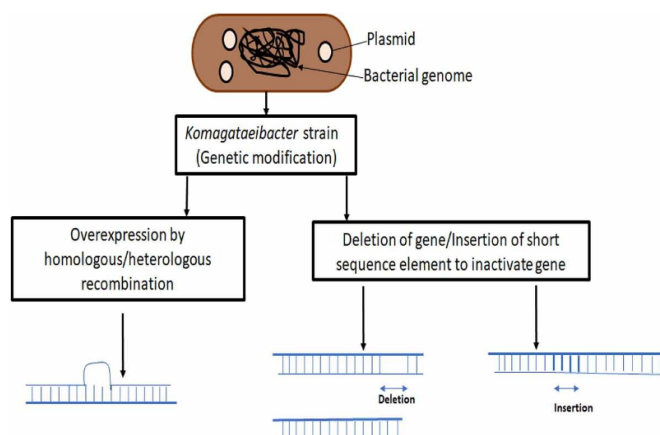 Plasmid
Bacterial genome
Komagataeibacter strain
(Genetic modification)
Overexpression by
homologous/heterologous
recombination
Deletion of gene/Insertion of short
sequence element to inactivate gene
Deletion
Insertion